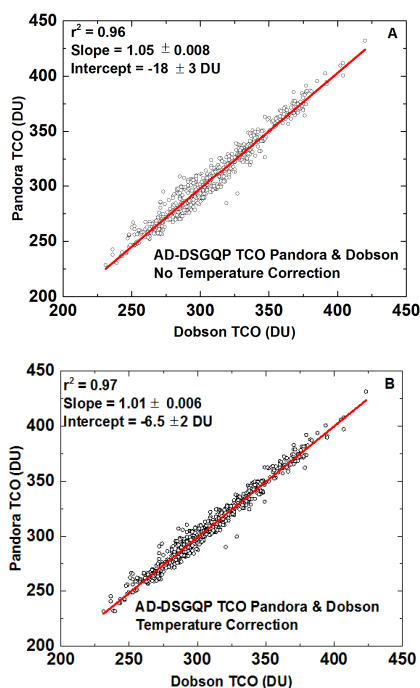 r² = 0.96
A
Slope = 1.05 ± 0.008
Intercept = -18 ± 3 DU
450
400
350
300
250
200
Pandora TCO (DU)
AD-DSGQP TCO Pandora & Dobson
No Temperature Correction
200 250 300 350 400 450
Dobson TCO (DU)
r² = 0.97
B
Slope = 1.01 ± 0.006
Intercept = -6.5 ±2 DU
450
400
350
300
250
200
Pandora TCO (DU)
AD-DSGQP TCO Pandora & Dobson
Temperature Correction
200 250 300 350 400 450
Dobson TCO (DU)